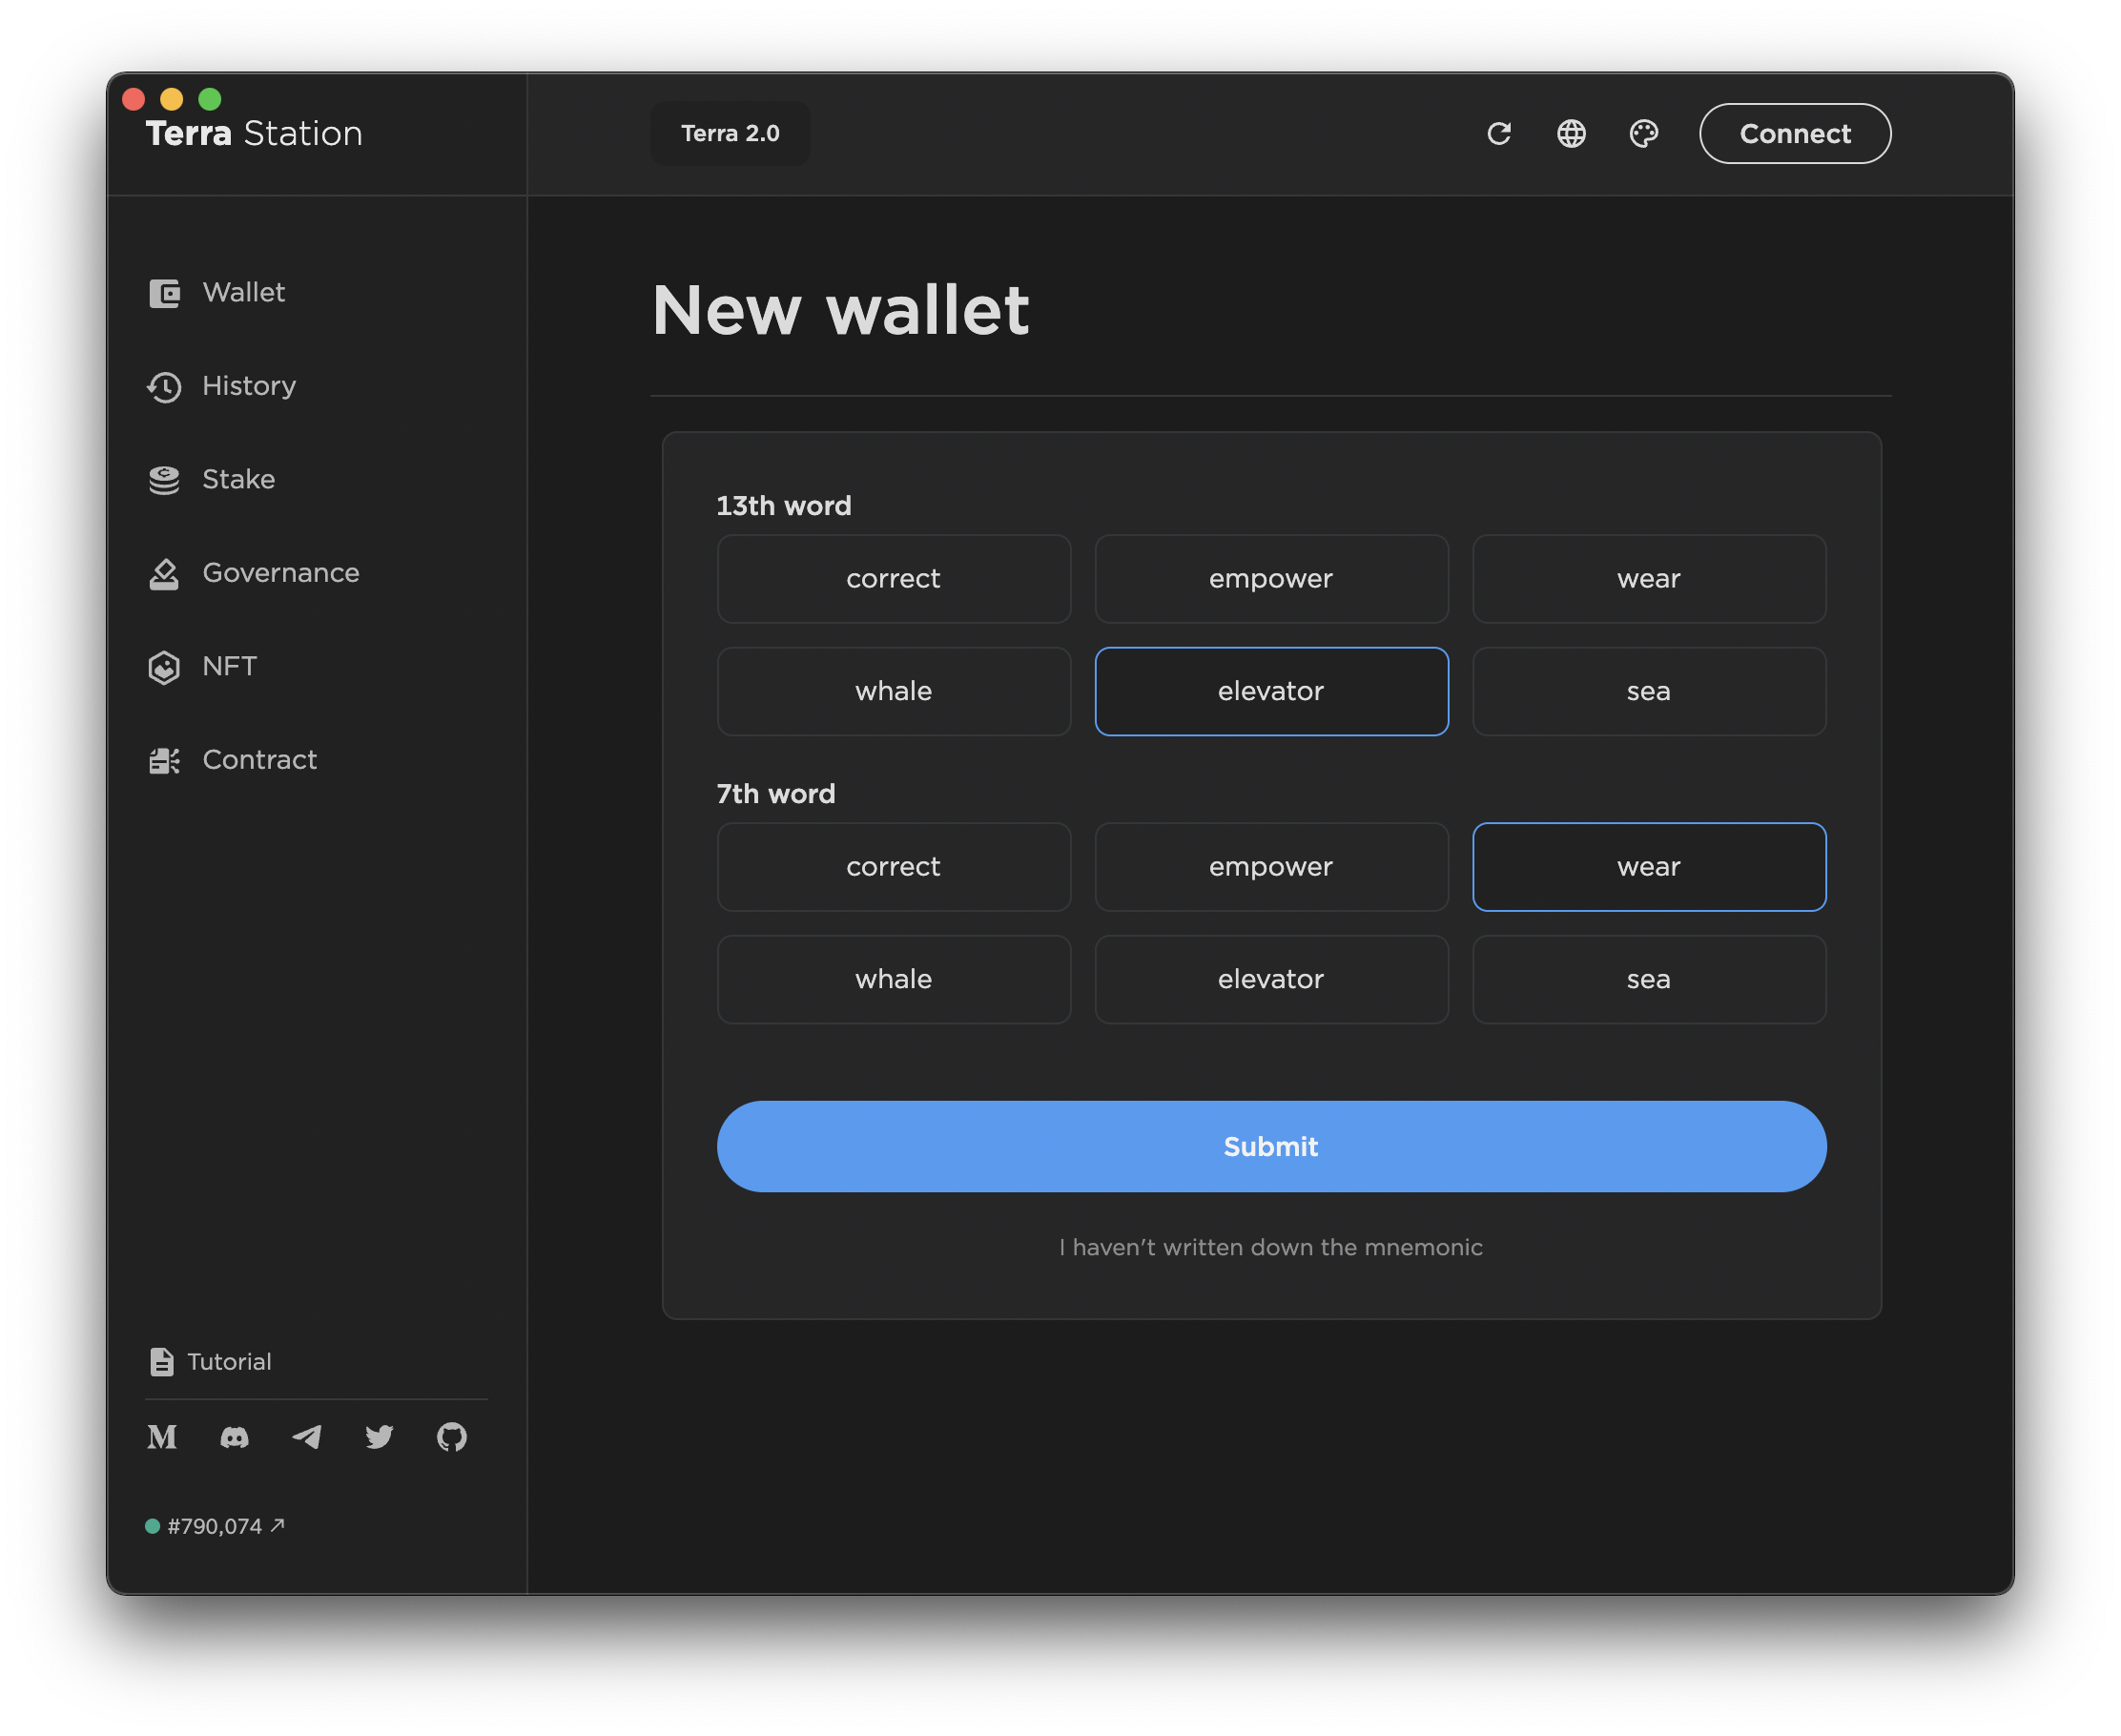 Terra Station
Terra 2.0
Connect
Wallet
History
Stake
Governance
NFT
Contract
New wallet
13th word
correct empower wear
whale elevator sea
7th word
correct empower wear
whale elevator sea
Submit
I haven't written down the mnemonic
Tutorial
#790,074